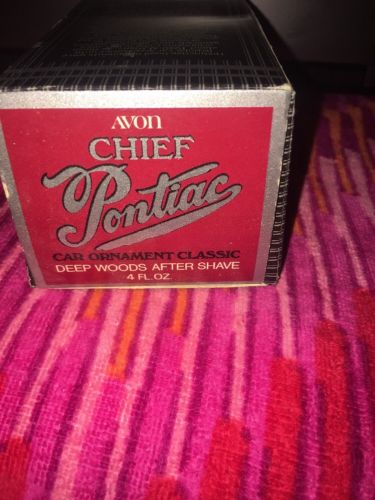 AVON
CHIEF
Pontiac
CAR ORNAMENT CLASSIC
DEEP WOODS AFTER SHAVE
4 FL. OZ.